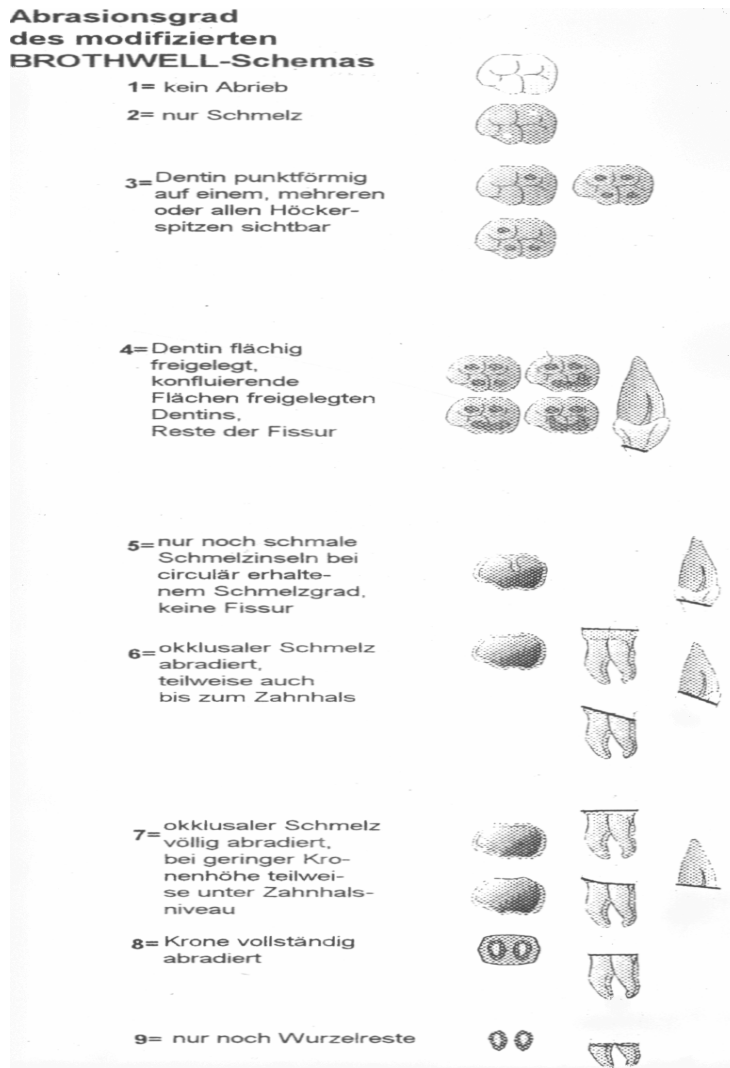 Abrasionsgrad
des modifizierten
BROTHWELL-Schemas
1= kein Abrieb
2= nur Schmelz
3= Dentin punktförmig
auf einem, mehreren
oder allen Höcker-
spitzen sichtbar
4= Dentin flächig
freigelegt,
konfluierende
Flächen freigelegten
Dentins,
Reste der Fissur
5= nur noch schmale
Schmelzinseln bei
circulär erhalte-
nem Schmelzgrad,
keine Fissur
6= okklusaler Schmelz
abradiert,
teilweise auch
bis zum Zahnhals
7= okklusaler Schmelz
völlig abradiert,
bei geringer Kro-
nenhöhe teilwei-
se unter Zahnhals-
niveau
8= Krone vollständig
abradiert
9= nur noch Wurzelreste